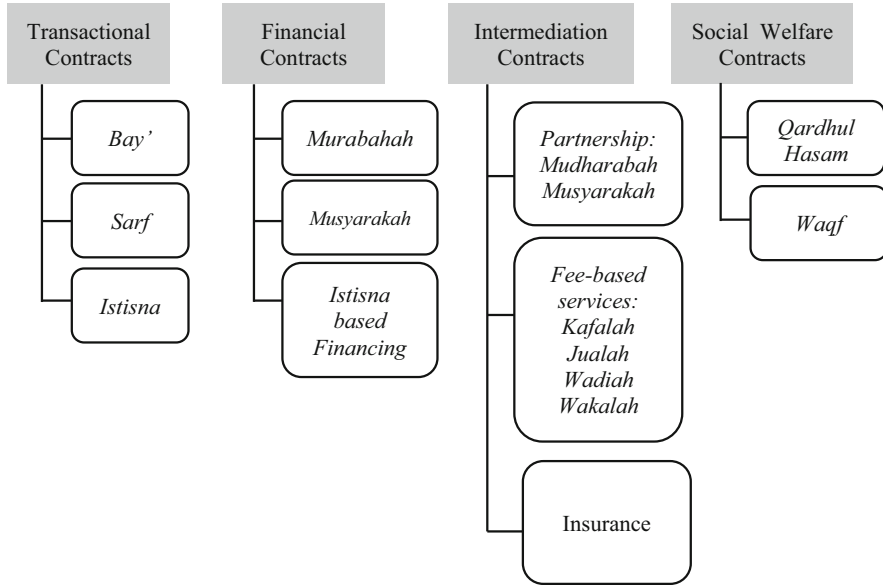 Transactional
Contracts
Bay’
Sarf
Istisna
Financial
Contracts
Murabahah
Musyarakah
Istisna
based
Financing
Intermediation
Contracts
Partnership:
Mudharabah
Musyarakah
Fee-based
services:
Kafalah
Jualah
Wadiah
Wakalah
Insurance
Social Welfare
Contracts
Qardhul
Hasam
Waqf